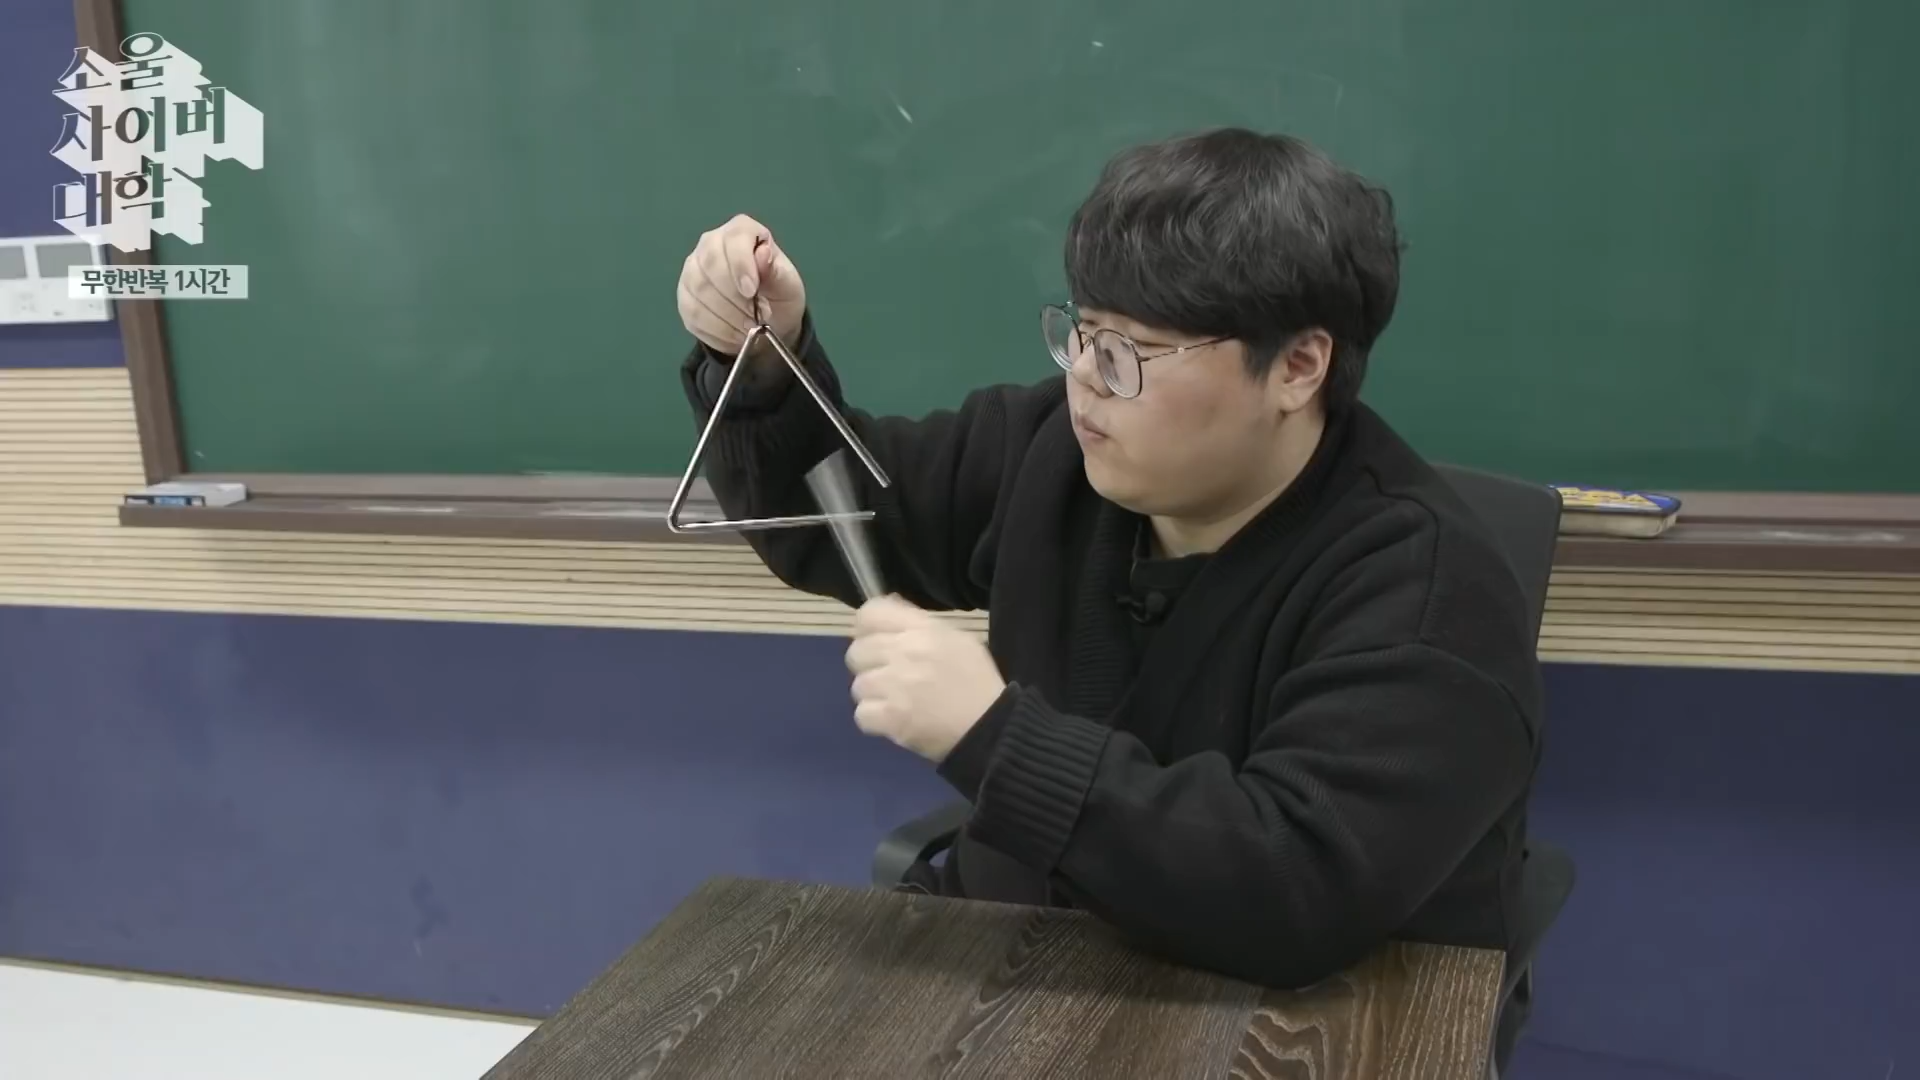 소울
사이버
대학
무한반복 1시간